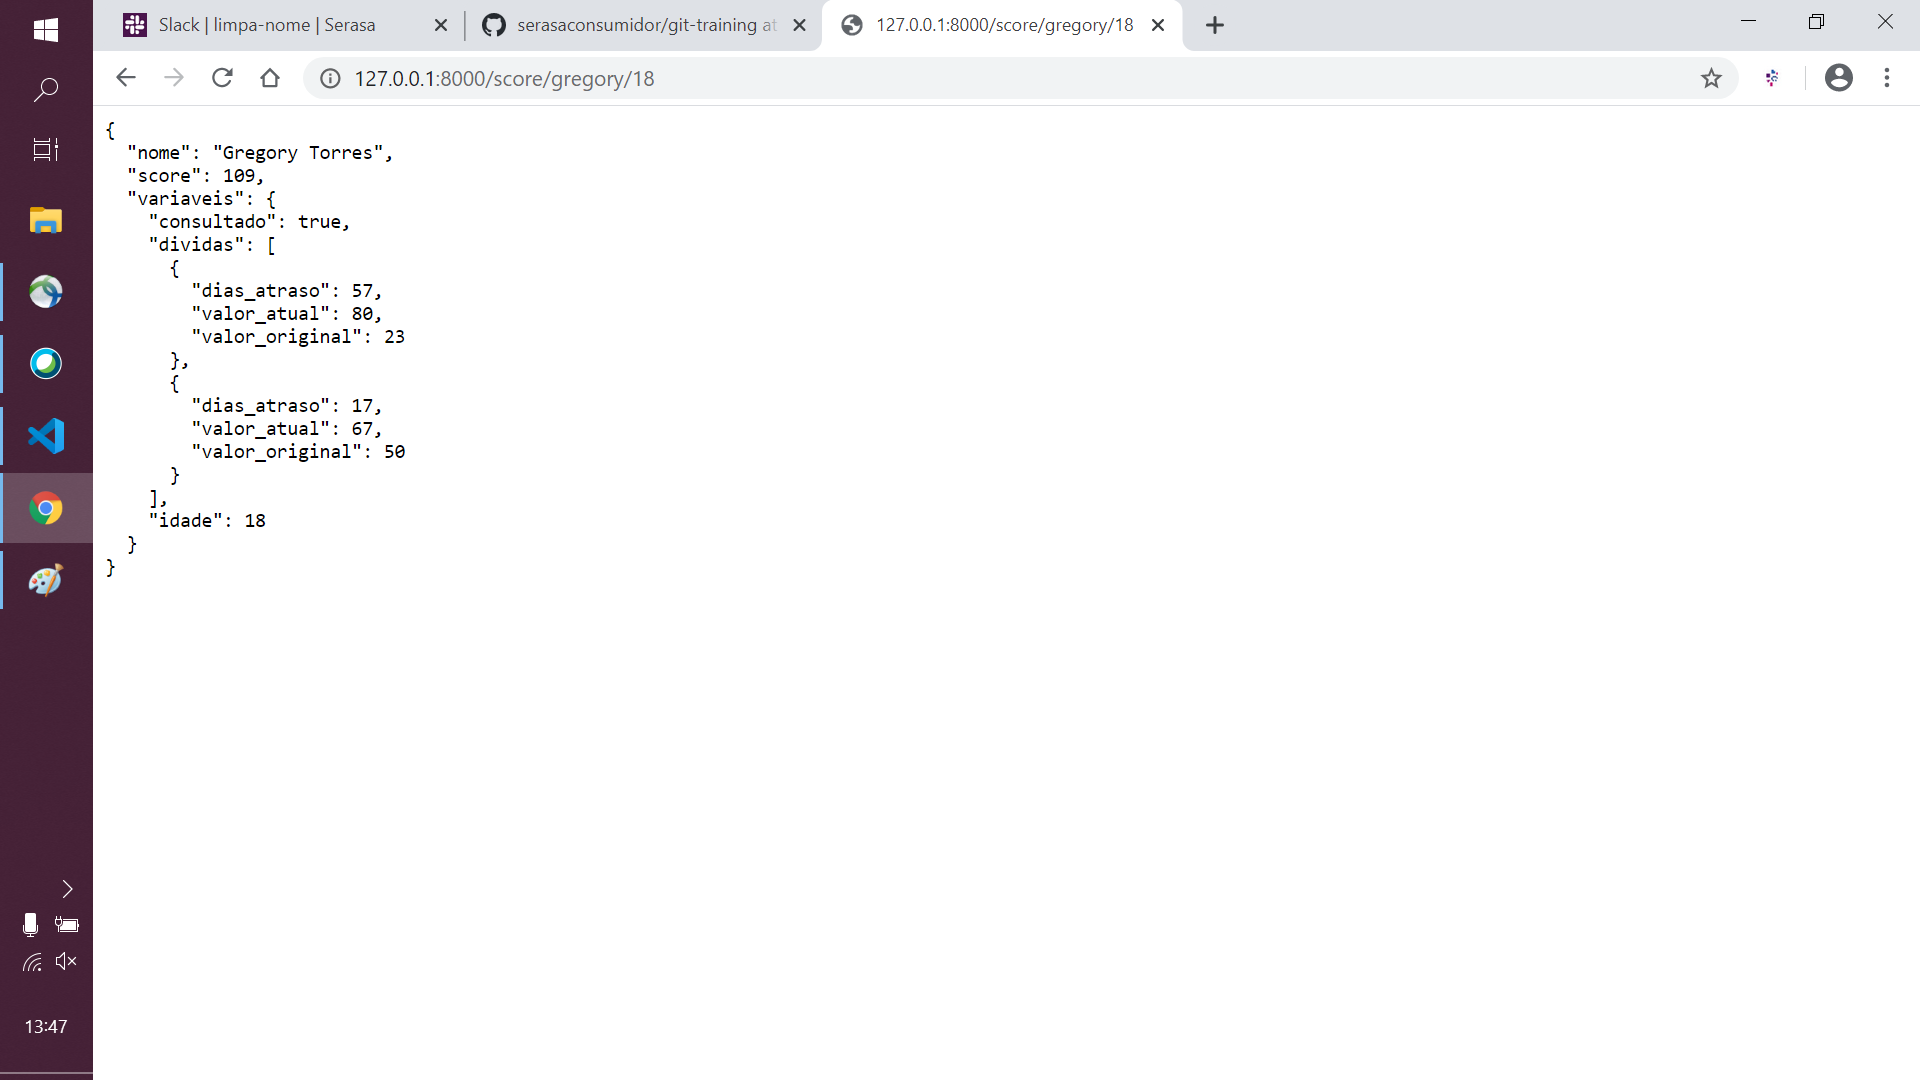 Slack | limpa-nome | Serasa
serasaconsumidor/git-training at
127.0.0.1:8000/score/gregory/18
127.0.0.1:8000/score/gregory/18
{
  "nome": "Gregory Torres",
  "score": 109,
  "variaveis": {
    "consultado": true,
    "dividas": [
      {
        "dias_atraso": 57,
        "valor_atual": 80,
        "valor_original": 23
      },
      {
        "dias_atraso": 17,
        "valor_atual": 67,
        "valor_original": 50
      }
    ],
    "idade": 18
  }
}
13:47